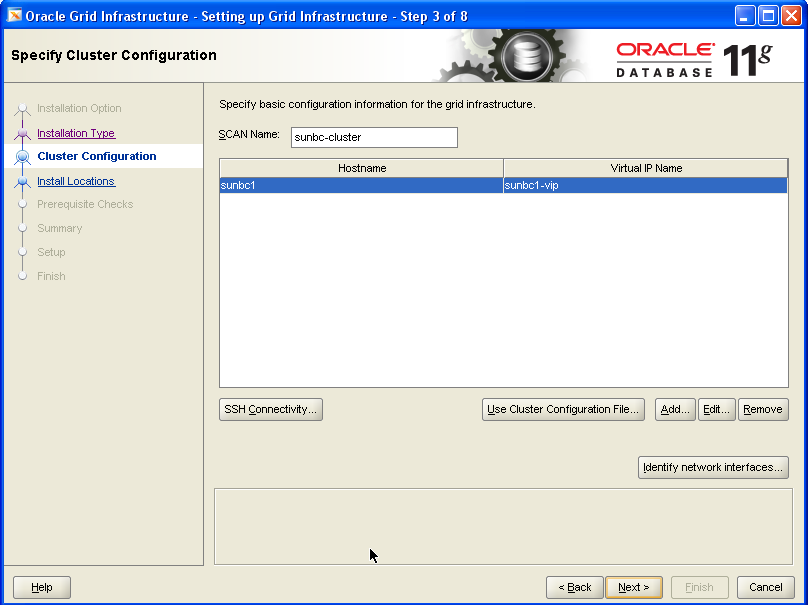 Oracle Grid Infrastructure - Setting up Grid Infrastructure - Step 3 of 8
Specify Cluster Configuration
ORACLE
DATABASE
11g
Installation Option
Installation Type
Cluster Configuration
Install Locations
Prerequisite Checks
Summary
Setup
Finish
Specify basic configuration information for the grid infrastructure.
SCAN Name: sunbc-cluster
Hostname Virtual IP Name
sunbc1 sunbc1-vip
SSH Connectivity... Use Cluster Configuration File... Add... Edit... Remove
Identify network interfaces...
Help < Back Next > Finish Cancel